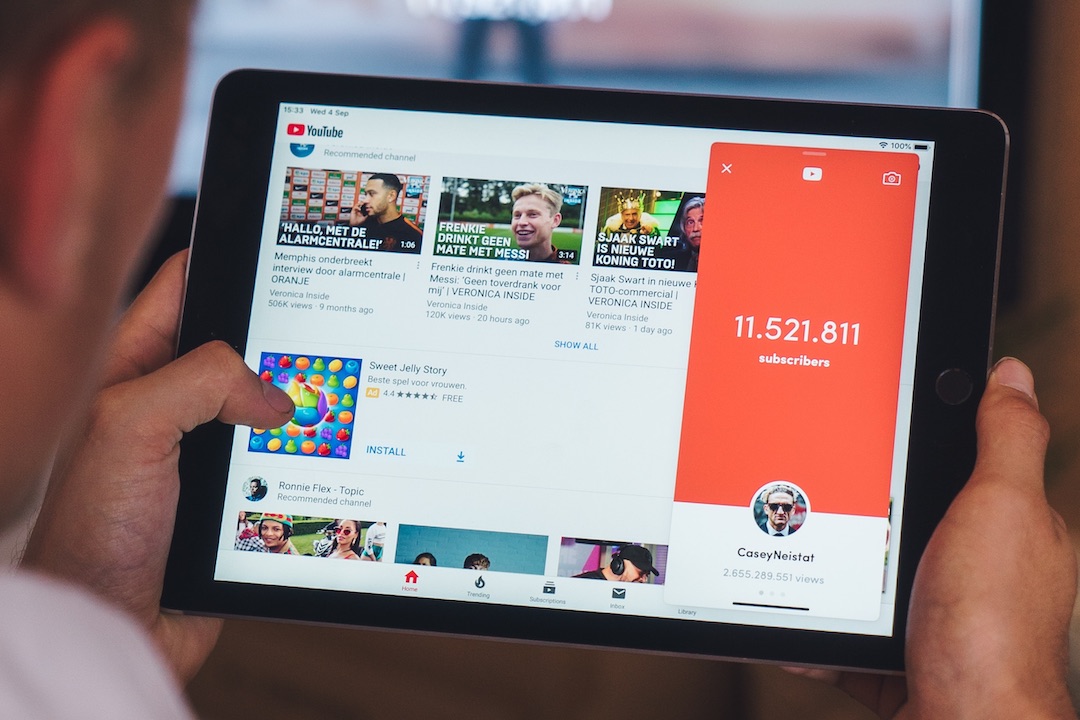 15:33 Wed 4 Sep
100%
YouTube
Recommended channel
'HALLO, MET DE
ALARMCENTRALE!'
1:06
Memphis onderbreekt
interview door alarmcentrale |
ORANJE
Veronica Inside
506K views · 9 months ago
FRENKIE
DRINKT GEEN
MATE MET MESSI
3:14
Frenkie drinkt geen mate met
Messi: 'Geen toverdrank voor
mij' | VERONICA INSIDE
Veronica Inside
120K views · 20 hours ago
SJAAK SWART
IS NIEUWE
KONING TOTO!
Sjaak Swart in nieuwe
TOTO-commercial |
VERONICA INSIDE
Veronica Inside
81K views · 1 day ago
SHOW ALL
Sweet Jelly Story
Beste spel voor vrouwen.
Ad 4.4 ★★★★★ FREE
INSTALL
Ronnie Flex - Topic
Recommended channel
Home
Trending
Subscriptions
Inbox
Library
11.521.811
subscribers
CaseyNeistat
2.655.289.551 views